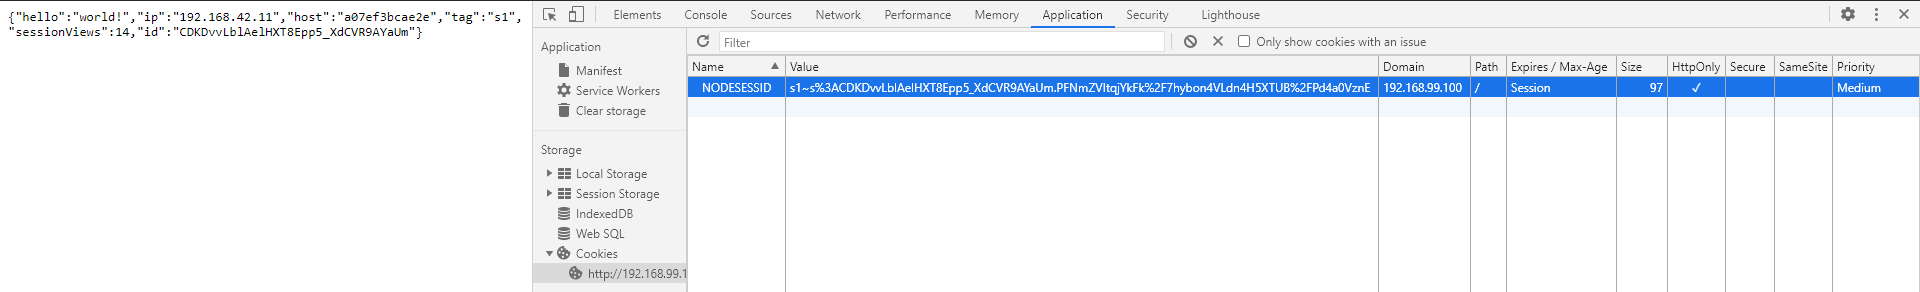 {"hello":"world!","ip":"192.168.42.11","host":"a07ef3bcae2e","tag":"s1",
"sessionViews":14,"id":"CDKDvvLblAelHXT8Epp5_XdCVR9AYaUm"}
Elements Console Sources Network Performance Memory Application Security Lighthouse
Application
Manifest
Service Workers
Clear storage
Storage
Local Storage
Session Storage
IndexedDB
Web SQL
Cookies
http://192.168.99.1
Filter Only show cookies with an issue
Name Value Domain Path Expires / Max-Age Size HttpOnly Secure SameSite Priority
NODESESSID s1~s%3ACDKDvvLblAelHXT8Epp5_XdCVR9AYaUm.PFNmZVItqjYkFk%2F7hybon4VLdn4H5XTUB%2FPd4a0VznE 192.168.99.100 / Session 97 ✓ Medium